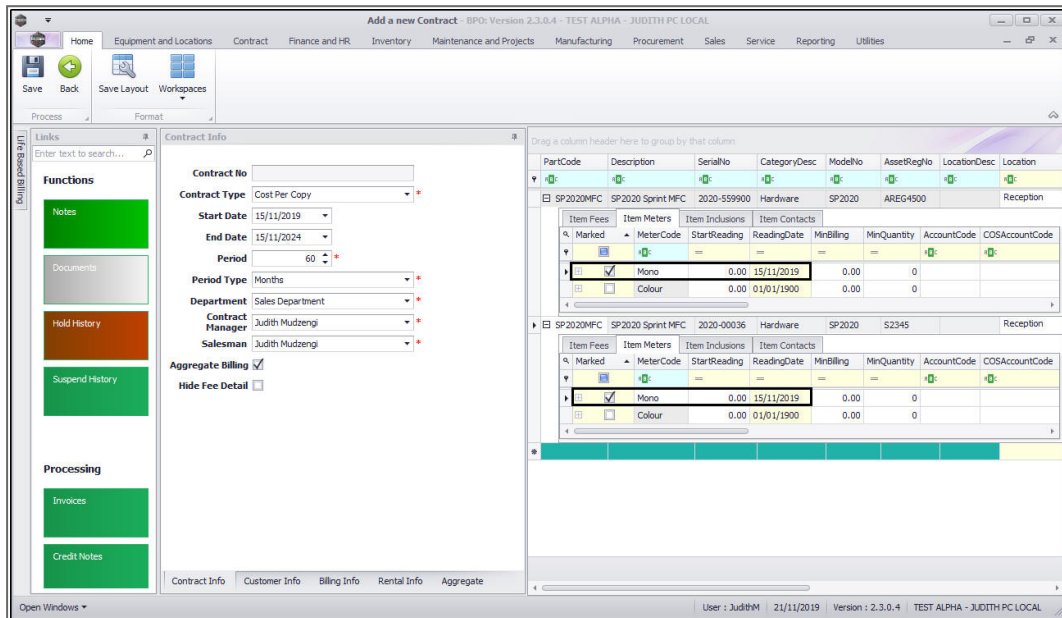 Add a new Contract - BPO: Version 2.3.0.4 - TEST ALPHA - JUDITH PC LOCAL
Home Equipment and Locations Contract Finance and HR Inventory Maintenance and Projects Manufacturing Procurement Sales Service Reporting Utilities
Save Back Save Layout Workspaces
Process Format
Life Based Billing
Links
Enter text to search...
Functions
Notes
Documents
Hold History
Suspend History
Processing
Invoices
Credit Notes
Contract Info
Contract No
Contract Type Cost Per Copy *
Start Date 15/11/2019
End Date 15/11/2024
Period 60 *
Period Type Months *
Department Sales Department *
Contract Manager Judith Mudzengi *
Salesman Judith Mudzengi *
Aggregate Billing
Hide Fee Detail
Contract Info Customer Info Billing Info Rental Info Aggregate
Drag a column header here to group by that column
PartCode Description SerialNo CategoryDesc ModelNo AssetRegNo LocationDesc Location
SP2020MFC SP2020 Sprint MFC 2020-559900 Hardware SP2020 AREG4500 Reception
Item Fees Item Meters Item Inclusions Item Contacts
Marked MeterCode StartReading ReadingDate MinBilling MinQuantity AccountCode COSAccountCode
= = = =
Mono 0.00 15/11/2019 0.00 0
Colour 0.00 01/01/1900 0.00 0
SP2020MFC SP2020 Sprint MFC 2020-00036 Hardware SP2020 S2345 Reception
Item Fees Item Meters Item Inclusions Item Contacts
Marked MeterCode StartReading ReadingDate MinBilling MinQuantity AccountCode COSAccountCode
= = = =
Mono 0.00 15/11/2019 0.00 0
Colour 0.00 01/01/1900 0.00 0
Open Windows
User : JudithM 21/11/2019 Version : 2.3.0.4 TEST ALPHA - JUDITH PC LOCAL